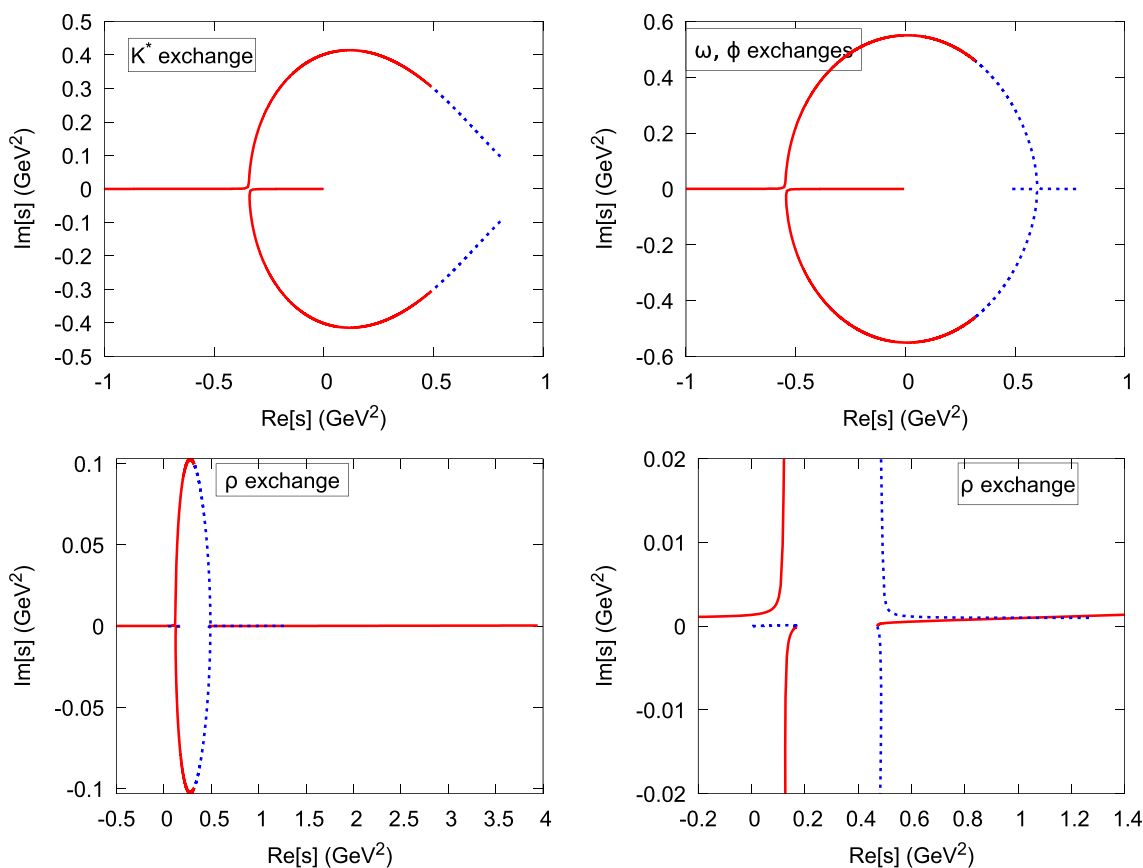 K* exchange
0.5
0.4
0.3
0.2
0.1
0
-0.1
-0.2
-0.3
-0.4
-0.5
Im[s] (GeV²)
-1 -0.5 0 0.5 1
Re[s] (GeV²)
ω, ϕ exchanges
0.6
0.4
0.2
0
-0.2
-0.4
-0.6
Im[s] (GeV²)
-1 -0.5 0 0.5 1
Re[s] (GeV²)
ρ exchange
0.1
0.05
0
-0.05
-0.1
Im[s] (GeV²)
-0.5 0 0.5 1 1.5 2 2.5 3 3.5 4
Re[s] (GeV²)
ρ exchange
0.02
0.01
0
-0.01
-0.02
Im[s] (GeV²)
-0.2 0 0.2 0.4 0.6 0.8 1 1.2 1.4
Re[s] (GeV²)